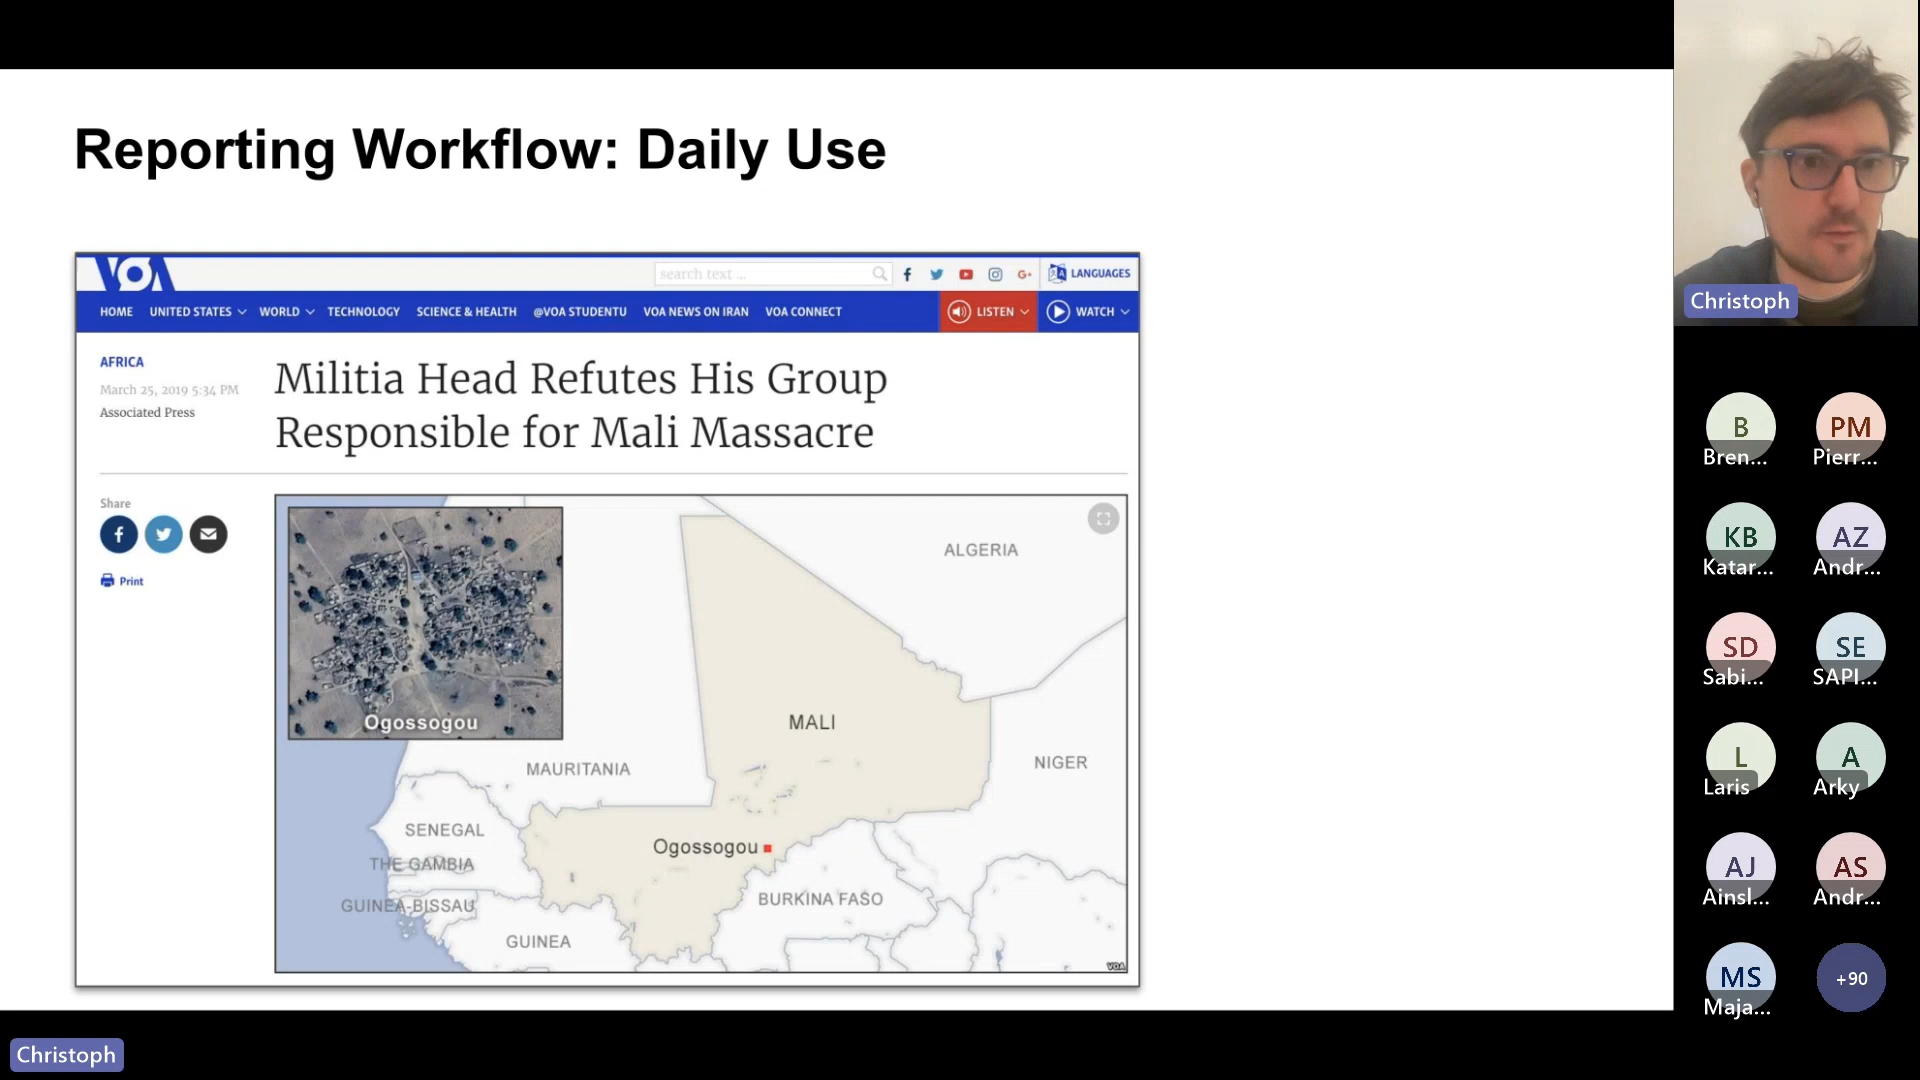 Reporting Workflow: Daily Use
VOA
search text ...
G+
LANGUAGES
HOME UNITED STATES WORLD TECHNOLOGY SCIENCE & HEALTH @VOA STUDENTU VOA NEWS ON IRAN VOA CONNECT LISTEN WATCH
AFRICA
March 25, 2019 5:34 PM
Associated Press
Militia Head Refutes His Group
Responsible for Mali Massacre
Share
Print
Ogossogou
ALGERIA
MALI
MAURITANIA
NIGER
SENEGAL
THE GAMBIA
Ogossogou
GUINEA-BISSAU
BURKINA FASO
GUINEA
VOA
Christoph
B
Bren...
PM
Pierr...
KB
Katar...
AZ
Andr...
SD
Sabi...
SE
SAPI...
L
Laris
A
Arky
AJ
Ainsl...
AS
Andr...
MS
Maja...
+90
Christoph